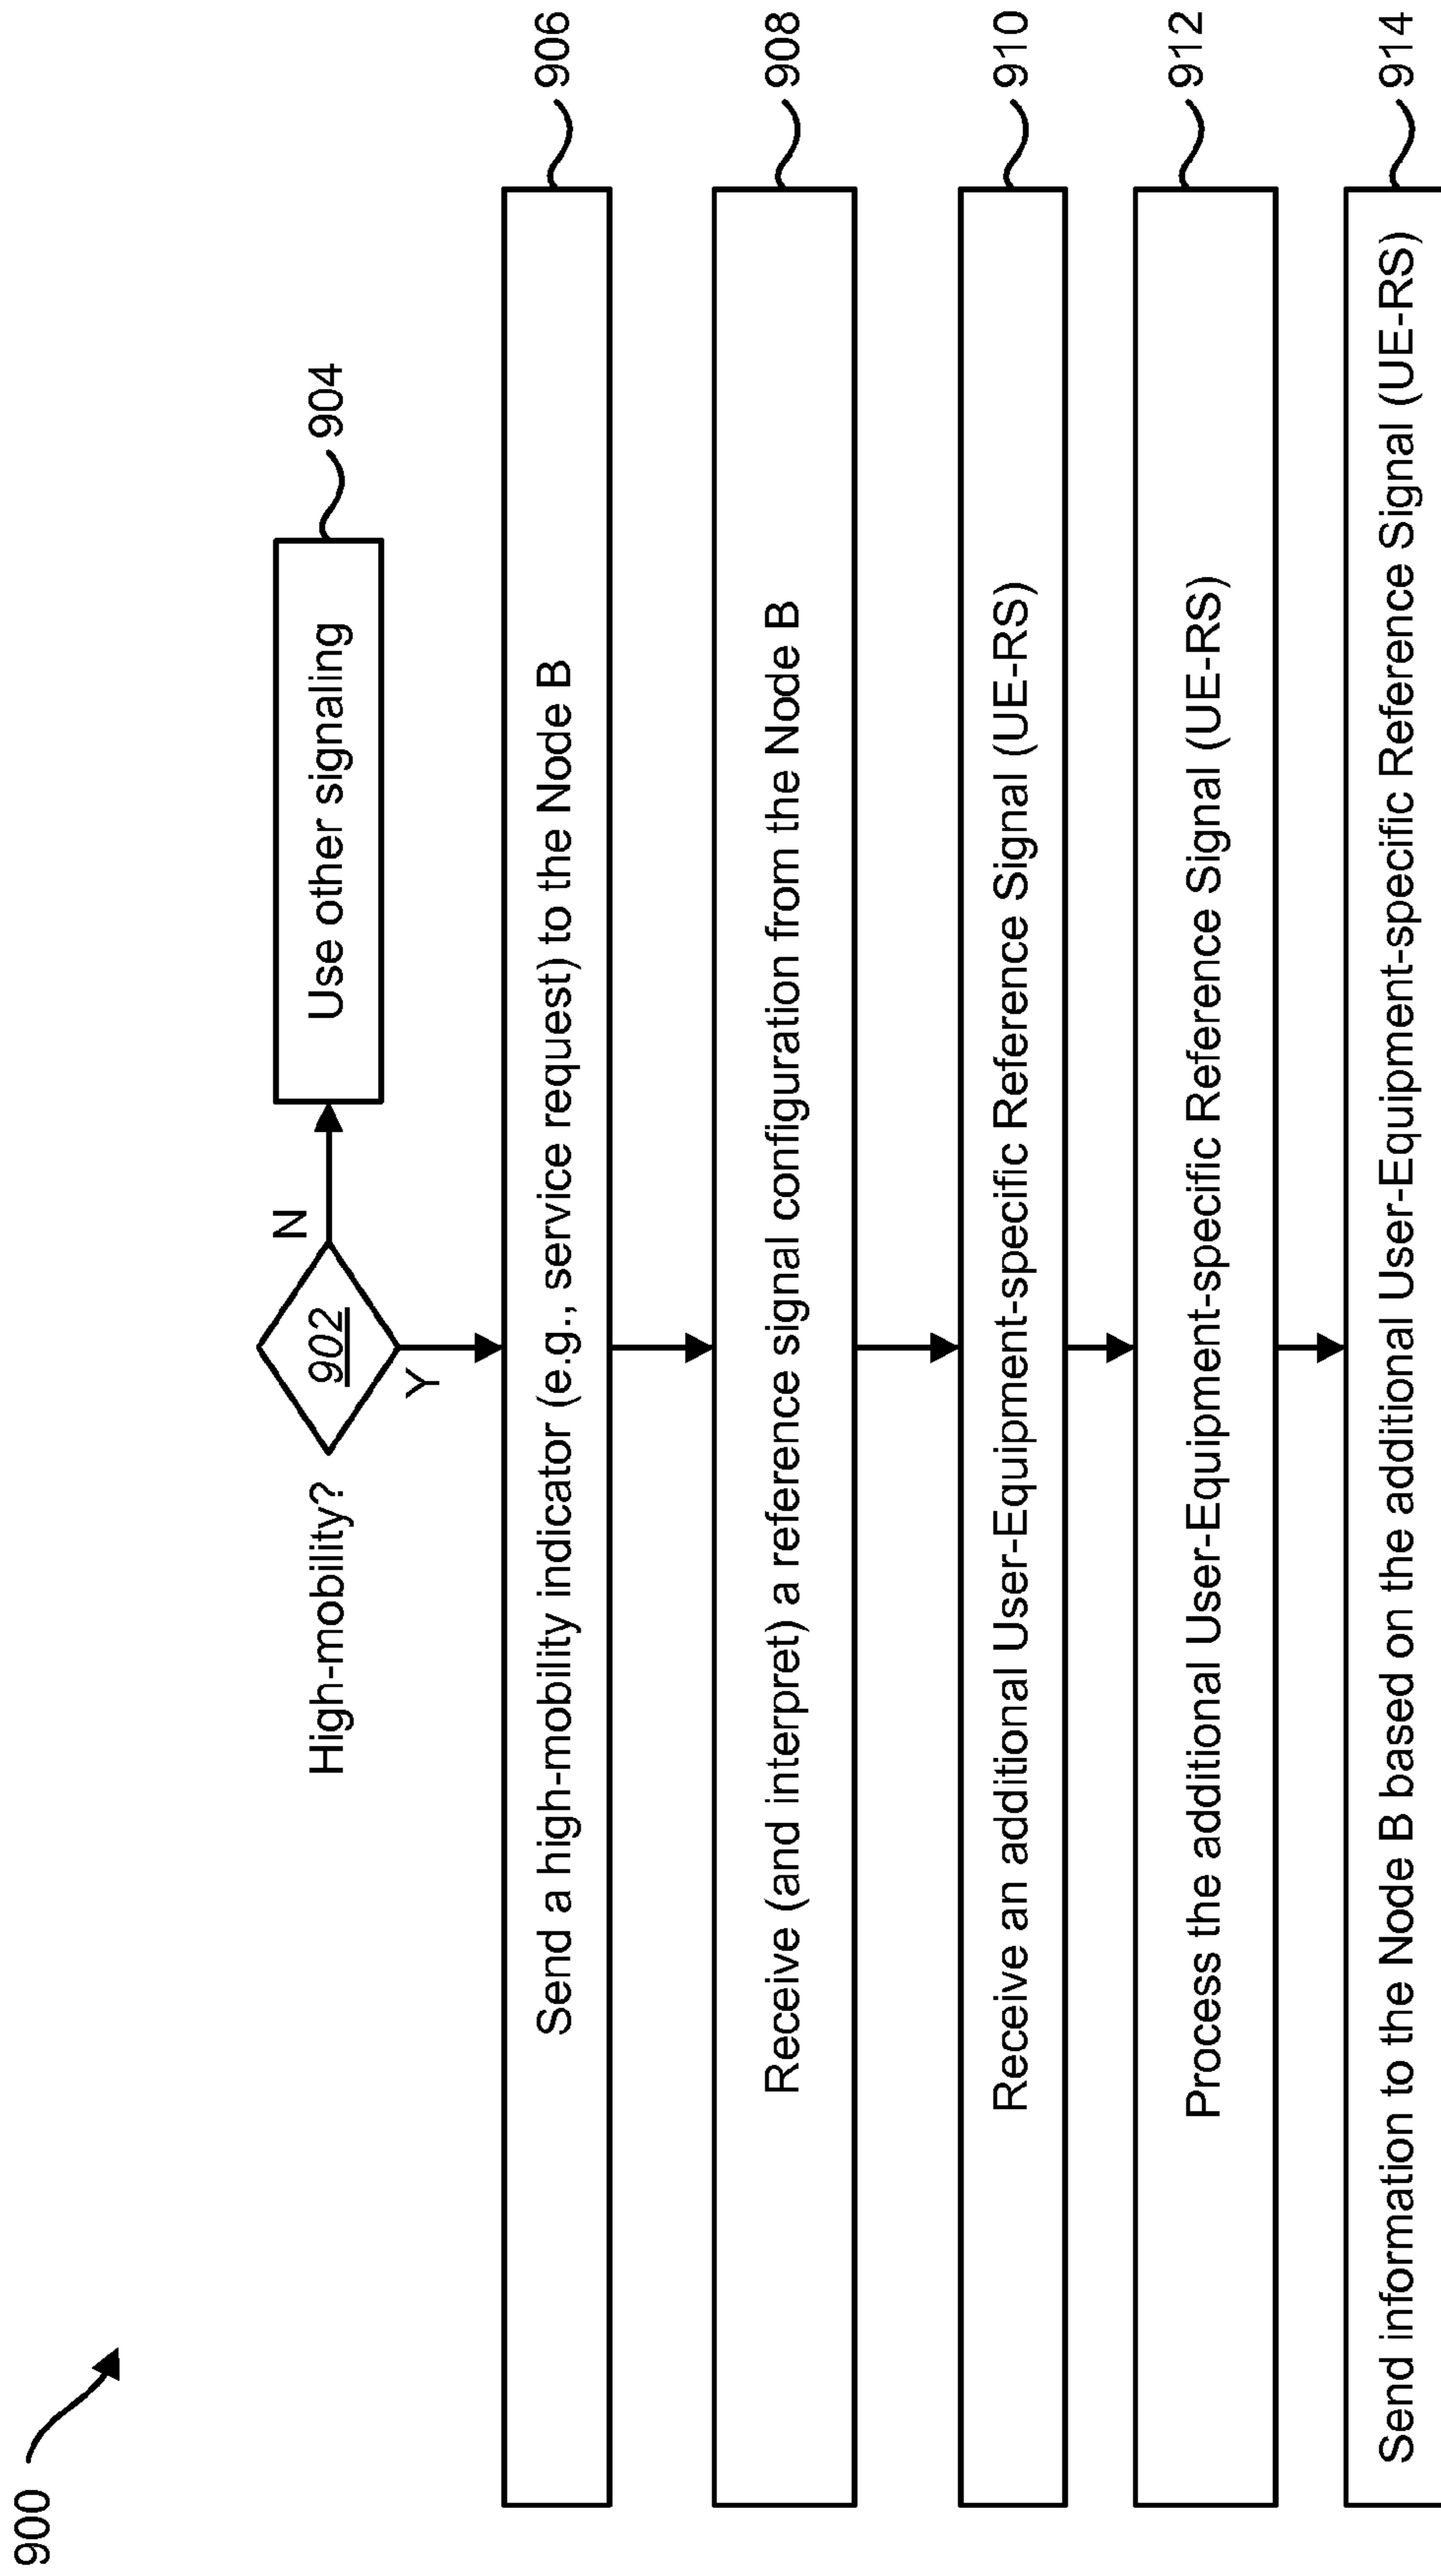 900
High-mobility?
902
N
Y
Use other signaling
904
Send a high-mobility indicator (e.g., service request) to the Node B
906
Receive (and interpret) a reference signal configuration from the Node B
908
Receive an additional User-Equipment-specific Reference Signal (UE-RS)
910
Process the additional User-Equipment-specific Reference Signal (UE-RS)
912
Send information to the Node B based on the additional User-Equipment-specific Reference Signal (UE-RS)
914